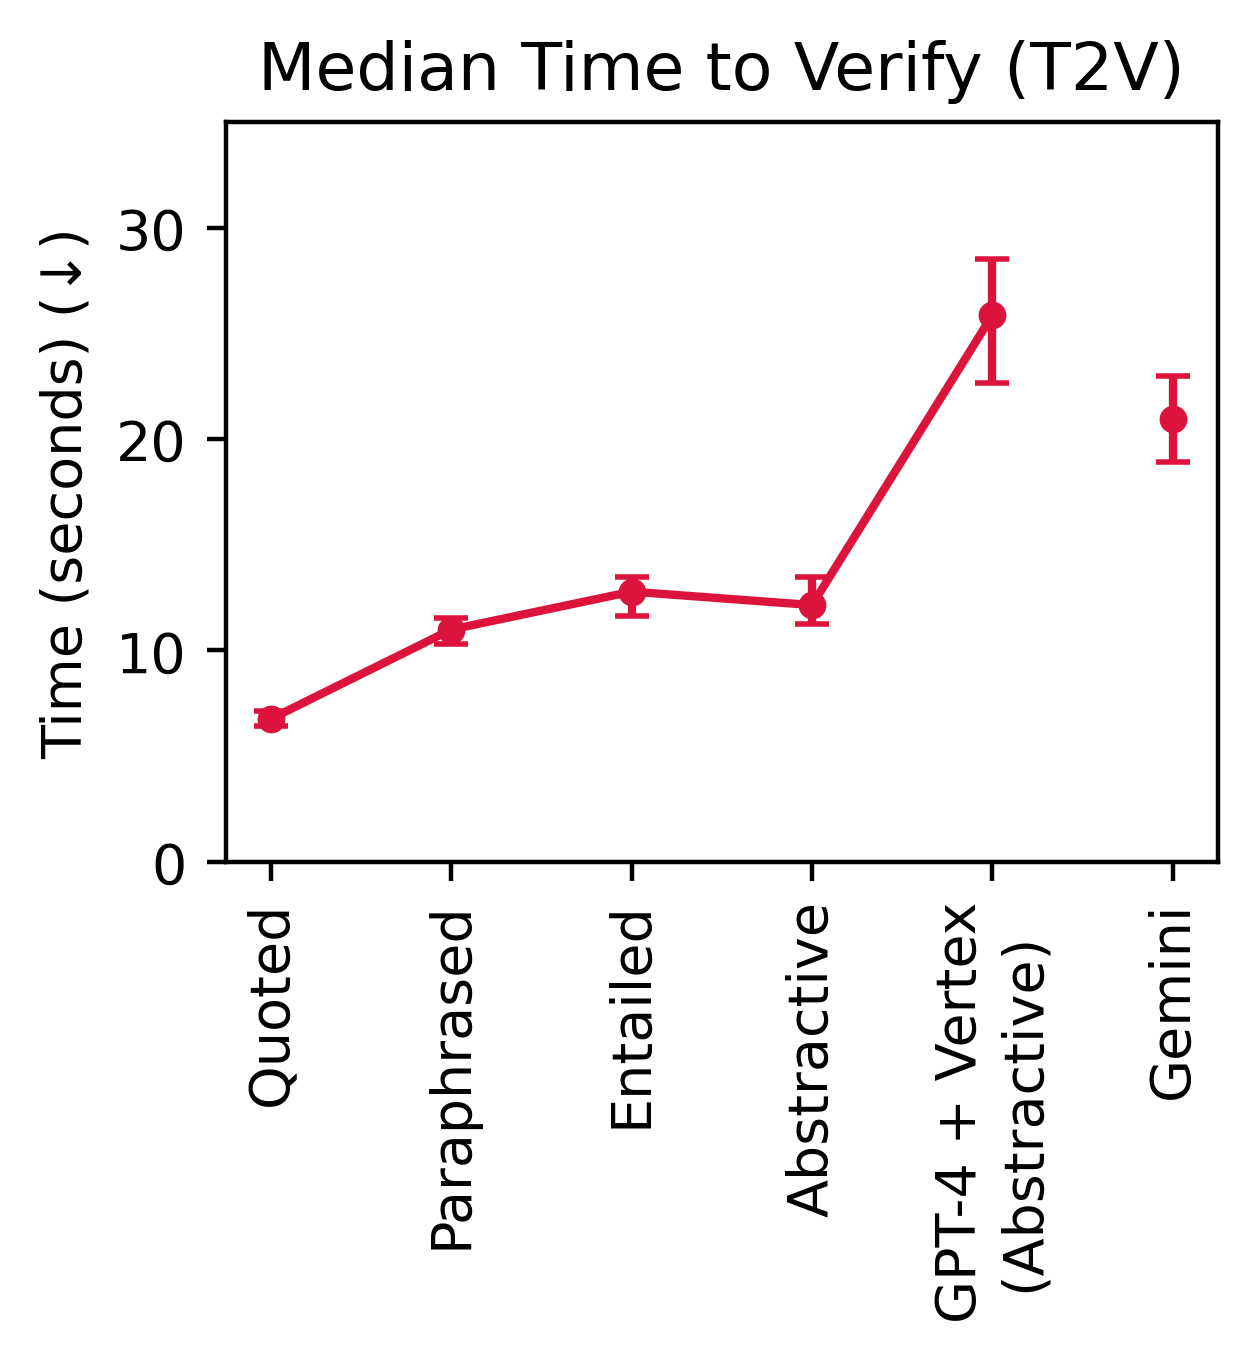 Median Time to Verify (T2V)
Time (seconds) (↓)
30
20
10
0
Quoted
Paraphrased
Entailed
Abstractive
GPT-4 + Vertex
(Abstractive)
Gemini